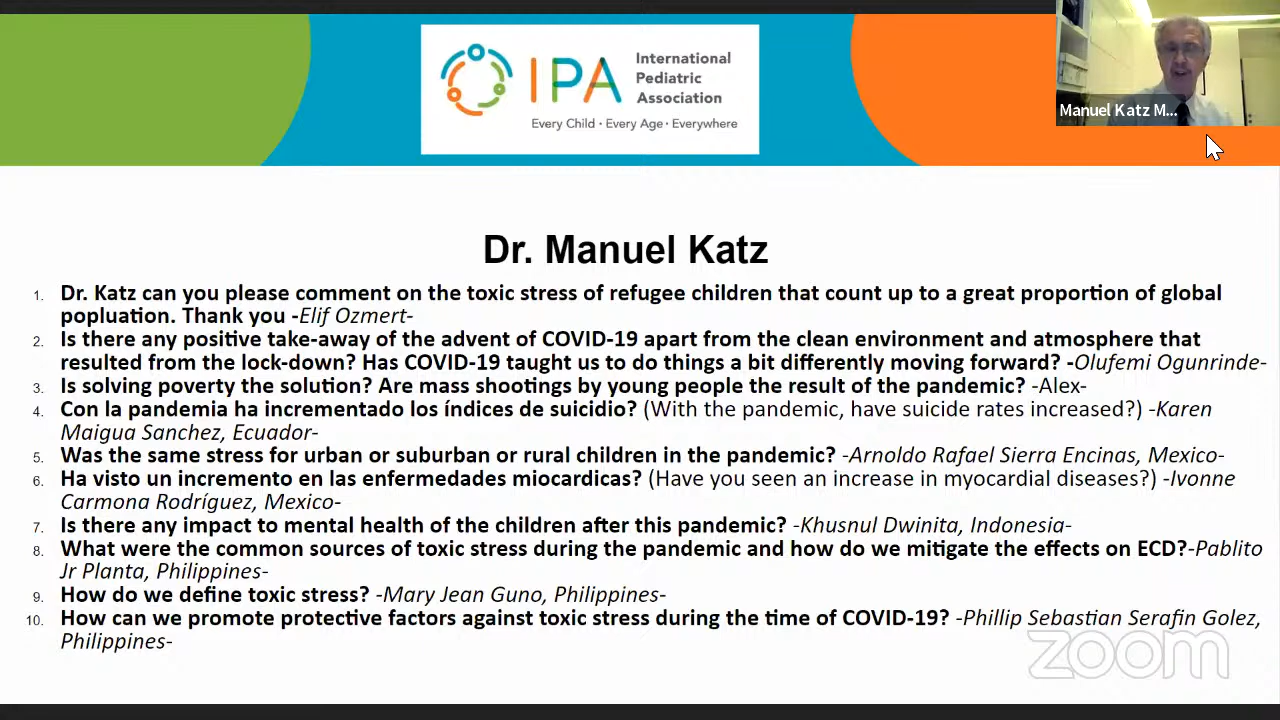 IPA
International
Pediatric
Association
Every Child · Every Age · Everywhere
Manuel Katz M...
Dr. Manuel Katz
1. Dr. Katz can you please comment on the toxic stress of refugee children that count up to a great proportion of global
popluation. Thank you -Elif Ozmert-
2. Is there any positive take-away of the advent of COVID-19 apart from the clean environment and atmosphere that
resulted from the lock-down? Has COVID-19 taught us to do things a bit differently moving forward? -Olufemi Ogunrinde-
3. Is solving poverty the solution? Are mass shootings by young people the result of the pandemic? -Alex-
4. Con la pandemia ha incrementado los índices de suicidio? (With the pandemic, have suicide rates increased?) -Karen
Maigua Sanchez, Ecuador-
5. Was the same stress for urban or suburban or rural children in the pandemic? -Arnoldo Rafael Sierra Encinas, Mexico-
6. Ha visto un incremento en las enfermedades miocardicas? (Have you seen an increase in myocardial diseases?) -Ivonne
Carmona Rodríguez, Mexico-
7. Is there any impact to mental health of the children after this pandemic? -Khusnul Dwinita, Indonesia-
8. What were the common sources of toxic stress during the pandemic and how do we mitigate the effects on ECD?-Pablito
Jr Planta, Philippines-
9. How do we define toxic stress? -Mary Jean Guno, Philippines-
10. How can we promote protective factors against toxic stress during the time of COVID-19? -Phillip Sebastian Serafin Golez,
Philippines-
zoom